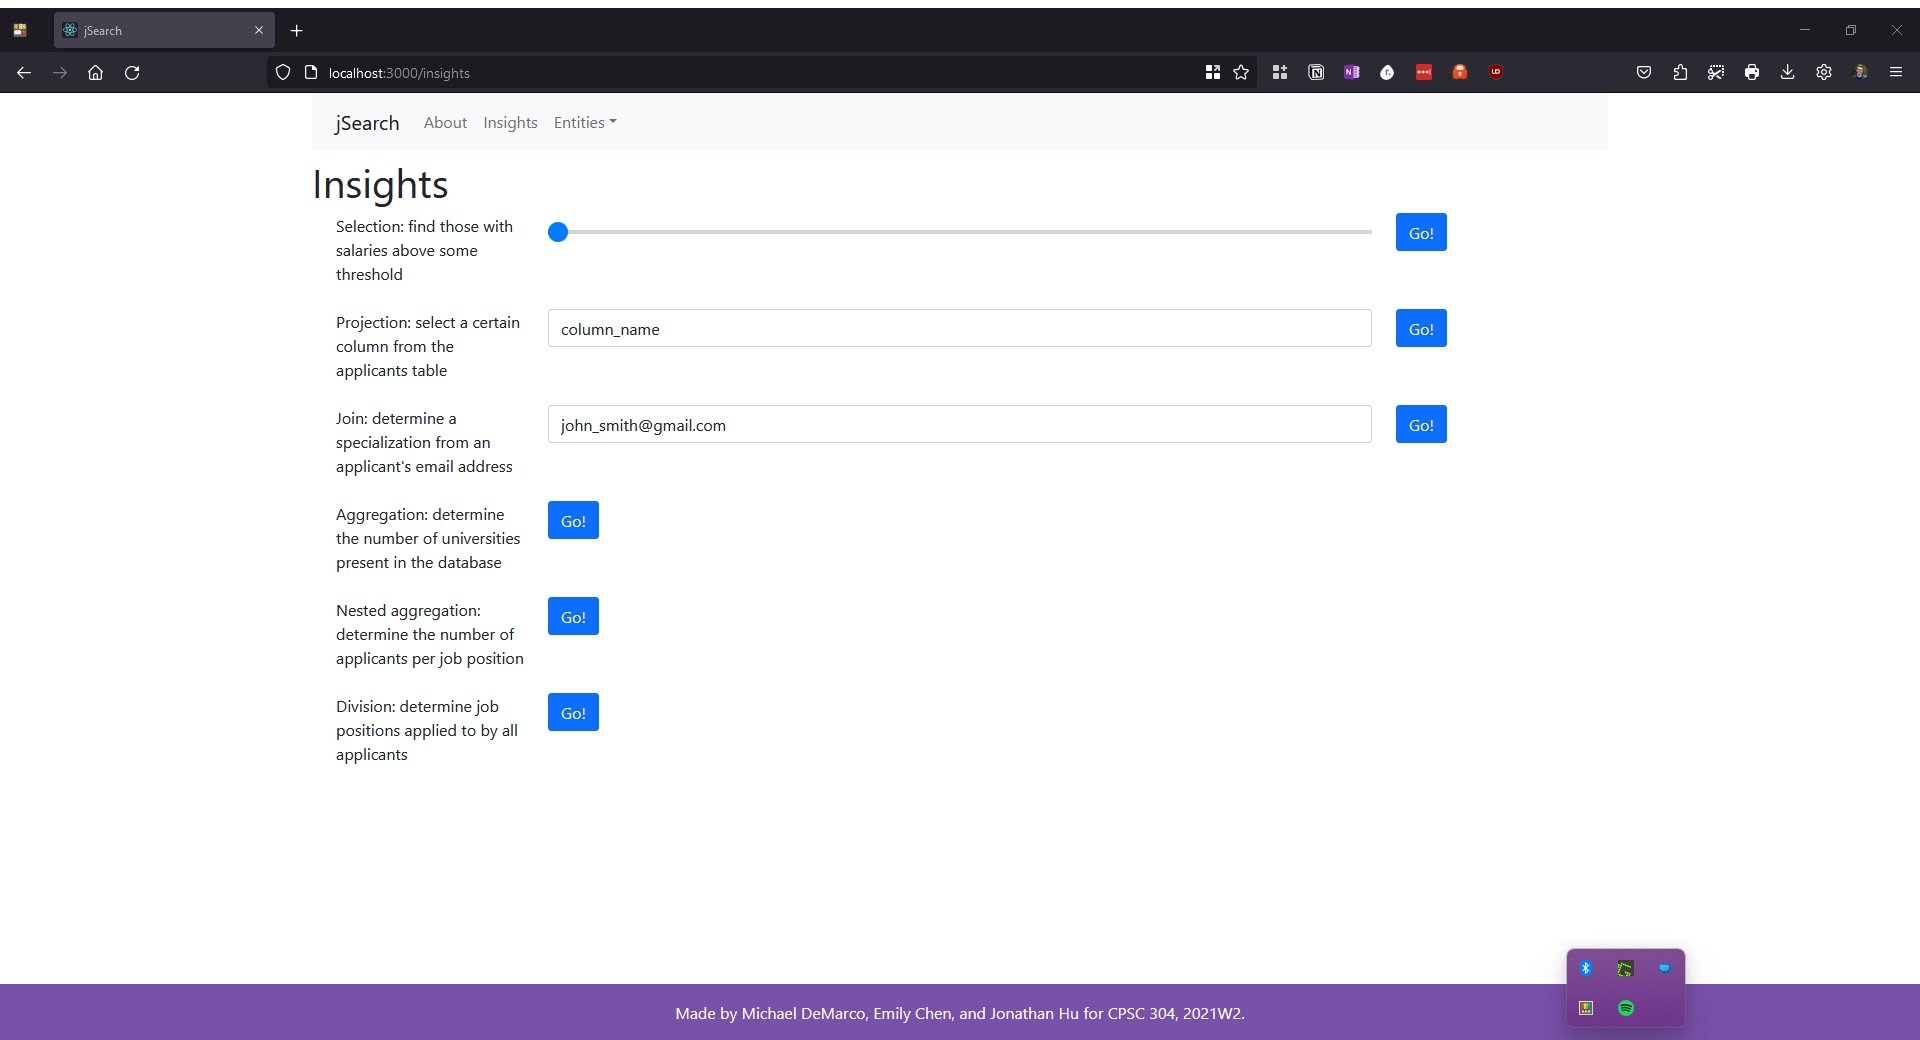 jSearch
localhost:3000/insights
jSearch About Insights Entities
Insights
Selection: find those with
salaries above some
threshold
Go!
Projection: select a certain
column from the
applicants table
column_name
Go!
Join: determine a
specialization from an
applicant's email address
john_smith@gmail.com
Go!
Aggregation: determine
the number of universities
present in the database
Go!
Nested aggregation:
determine the number of
applicants per job position
Go!
Division: determine job
positions applied to by all
applicants
Go!
Made by Michael DeMarco, Emily Chen, and Jonathan Hu for CPSC 304, 2021W2.